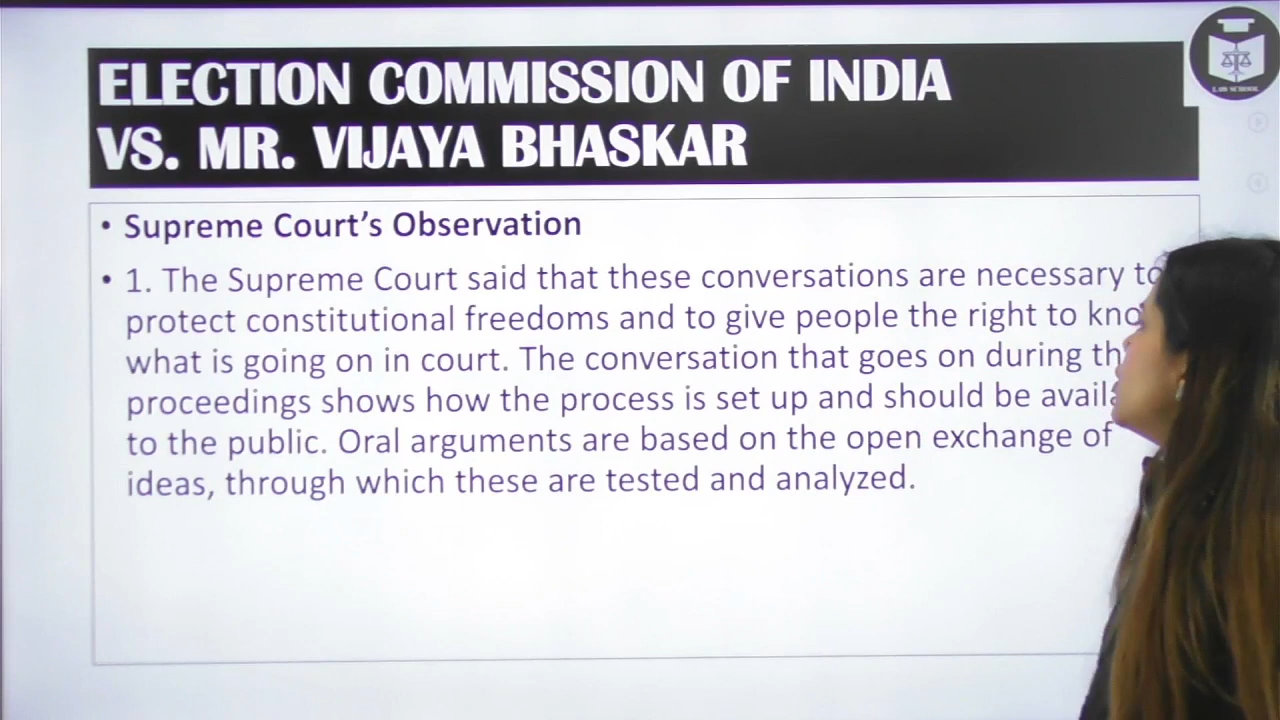 ELECTION COMMISSION OF INDIA
VS. MR. VIJAYA BHASKAR
LAW SCHOOL
• Supreme Court's Observation
• 1. The Supreme Court said that these conversations are necessary to
protect constitutional freedoms and to give people the right to
what is going on in court. The conversation that goes on during
proceedings shows how the process is set up and should be
to the public. Oral arguments are based on the open exchange of
ideas, through which these are tested and analyzed.